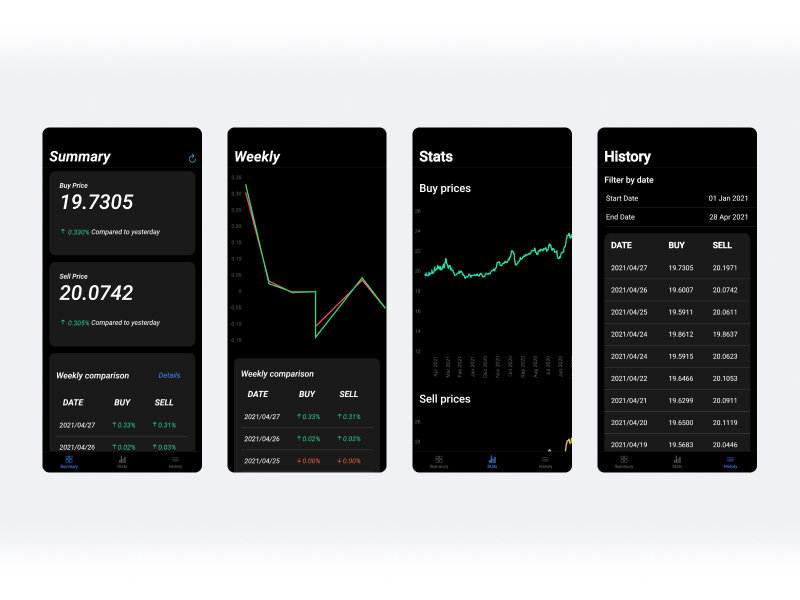 Summary
Buy Price
19.7305
↑ 0.330% Compared to yesterday
Sell Price
20.0742
↑ 0.305% Compared to yesterday
Weekly comparison Details
DATE BUY SELL
2021/04/27 ↑ 0.33% ↑ 0.31%
2021/04/26 ↑ 0.02% ↑ 0.03%
Summary Stats History
Weekly
0.35
0.30
0.25
0.20
0.15
0.10
0.05
0
-0.05
-0.10
-0.15
Weekly comparison
DATE BUY SELL
2021/04/27 ↑ 0.33% ↑ 0.31%
2021/04/26 ↑ 0.02% ↑ 0.03%
2021/04/25 ↓ 0.00% ↓ 0.00%
Stats
Buy prices
26
24
22
20
18
16
14
12
Apr 2021
Mar 2021
Feb 2021
Jan 2021
Dec 2020
Nov 2020
Oct 2020
Sep 2020
Aug 2020
Jul 2020
Jun 2020
Sell prices
26
24
Summary Stats History
History
Filter by date
Start Date 01 Jan 2021
End Date 28 Apr 2021
DATE BUY SELL
2021/04/27 19.7305 20.1971
2021/04/26 19.6007 20.0742
2021/04/25 19.5911 20.0611
2021/04/24 19.8612 19.8637
2021/04/24 19.5915 20.0623
2021/04/22 19.6466 20.1053
2021/04/21 19.6299 20.0911
2021/04/20 19.6500 20.1119
2021/04/19 19.5683 20.0446
Summary Stats History